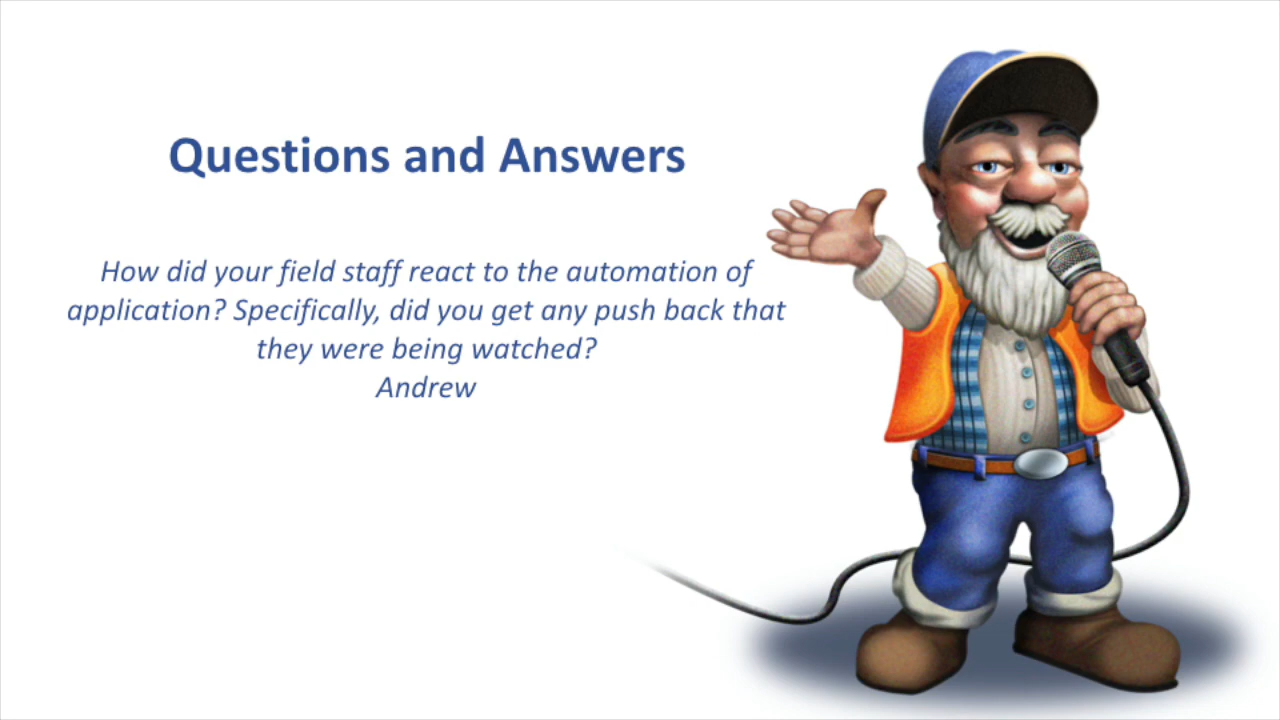 Questions and Answers
How did your field staff react to the automation of
application? Specifically, did you get any push back that
they were being watched?
Andrew